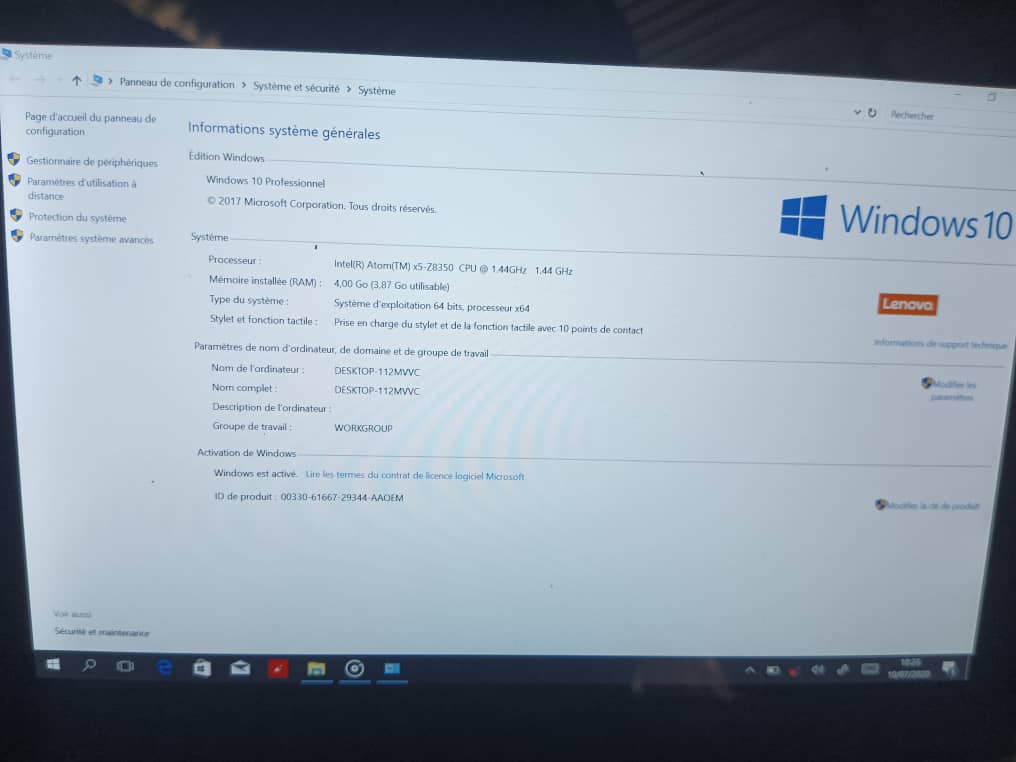 Système
Panneau de configuration > Système et sécurité > Système
Rechercher
Page d'accueil du panneau de
configuration
Gestionnaire de périphériques
Paramètres d'utilisation à
distance
Protection du système
Paramètres système avancés
Informations système générales
Édition Windows
Windows 10 Professionnel
© 2017 Microsoft Corporation. Tous droits réservés.
Windows 10
Système
Processeur : Intel(R) Atom(TM) x5-Z8350 CPU @ 1.44GHz 1.44 GHz
Mémoire installée (RAM) : 4,00 Go (3,87 Go utilisable)
Type du système : Système d'exploitation 64 bits, processeur x64
Stylet et fonction tactile : Prise en charge du stylet et de la fonction tactile avec 10 points de contact
Lenovo
Informations de support technique
Paramètres de nom d'ordinateur, de domaine et de groupe de travail
Nom de l'ordinateur : DESKTOP-112MVVC
Nom complet : DESKTOP-112MVVC
Description de l'ordinateur :
Groupe de travail : WORKGROUP
Modifier les
paramètres
Activation de Windows
Windows est activé. Lire les termes du contrat de licence logiciel Microsoft
ID de produit : 00330-61667-29344-AAOEM
Modifier la clé de produit
Voir aussi
Sécurité et maintenance
10/07/2020